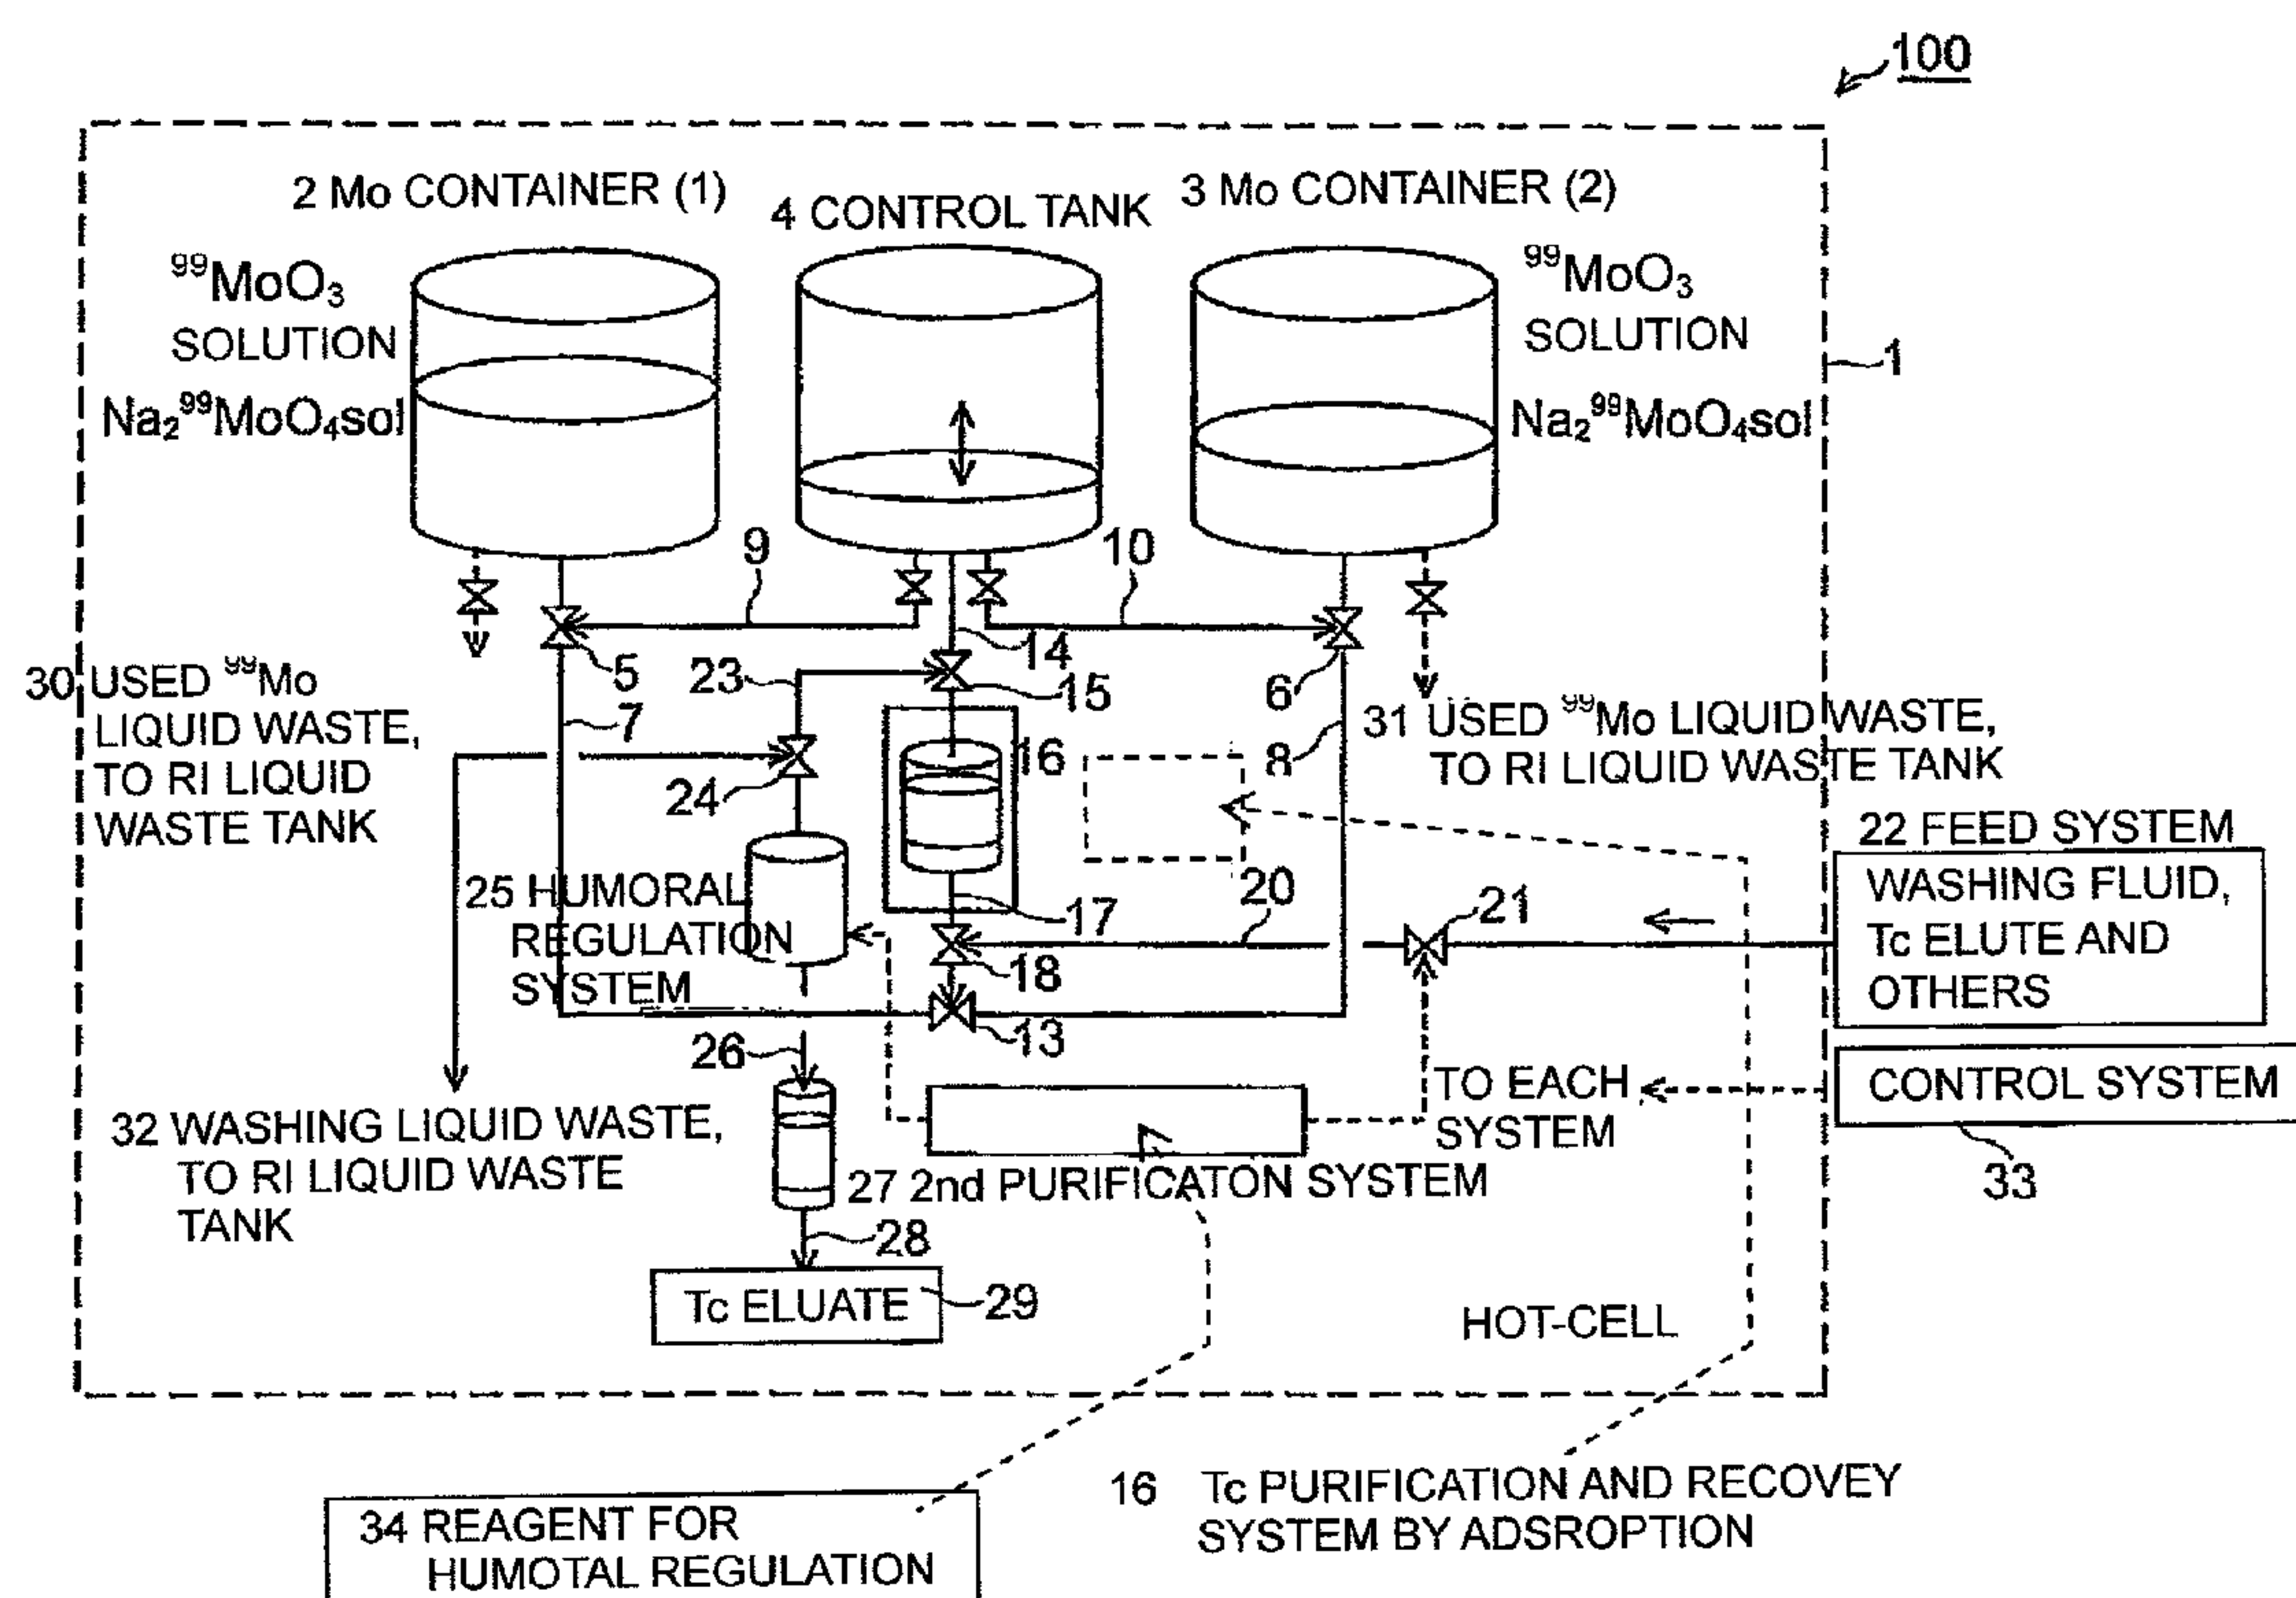 100
2 Mo CONTAINER (1)
4 CONTROL TANK
3 Mo CONTAINER (2)
⁹⁹MoO₃
SOLUTION
Na₂⁹⁹MoO₄sol
⁹⁹MoO₃
SOLUTION
Na₂⁹⁹MoO₄sol
1
9
10
5
14
15
6
23
7
8
16
24
30 USED ⁹⁹Mo
LIQUID WASTE,
TO RI LIQUID
WASTE TANK
31 USED ⁹⁹Mo LIQUID WASTE,
TO RI LIQUID WASTE TANK
22 FEED SYSTEM
WASHING FLUID,
Tc ELUTE AND
OTHERS
25 HUMORAL
REGULATION
SYSTEM
17
20
21
18
13
26
TO EACH
SYSTEM
CONTROL SYSTEM
33
32 WASHING LIQUID WASTE,
TO RI LIQUID WASTE
TANK
27 2nd PURIFICATON SYSTEM
28
Tc ELUATE
29
HOT-CELL
34 REAGENT FOR
HUMOTAL REGULATION
16 Tc PURIFICATION AND RECOVEY
SYSTEM BY ADSROPTION